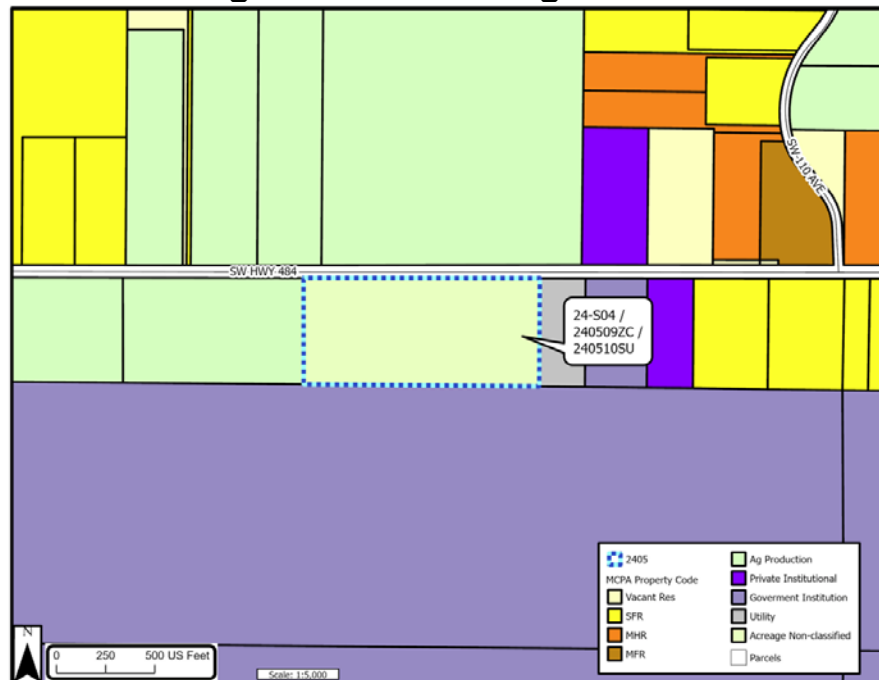 SW 110 AVE
SW HWY 484
24-S04 /
240509ZC /
240510SU
2405
MCPA Property Code
Vacant Res
SFR
MHR
MFR
Ag Production
Private Institutional
Goverment Institution
Utility
Acreage Non-classified
Parcels
N
0 250 500 US Feet
Scale: 1:5,000